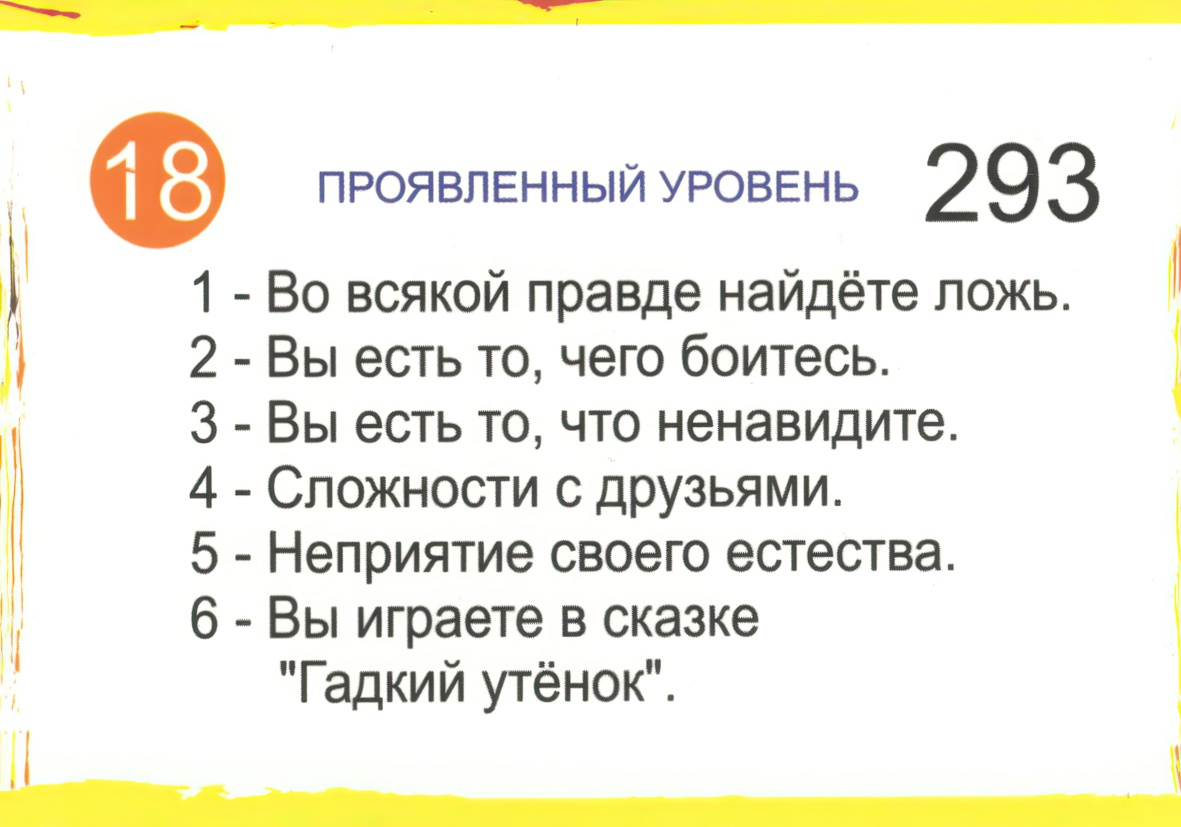 18 ПРОЯВЛЕННЫЙ УРОВЕНЬ 293
1 - Во всякой правде найдёте ложь.
2 - Вы есть то, чего боитесь.
3 - Вы есть то, что ненавидите.
4 - Сложности с друзьями.
5 - Неприятие своего естества.
6 - Вы играете в сказке
"Гадкий утёнок".